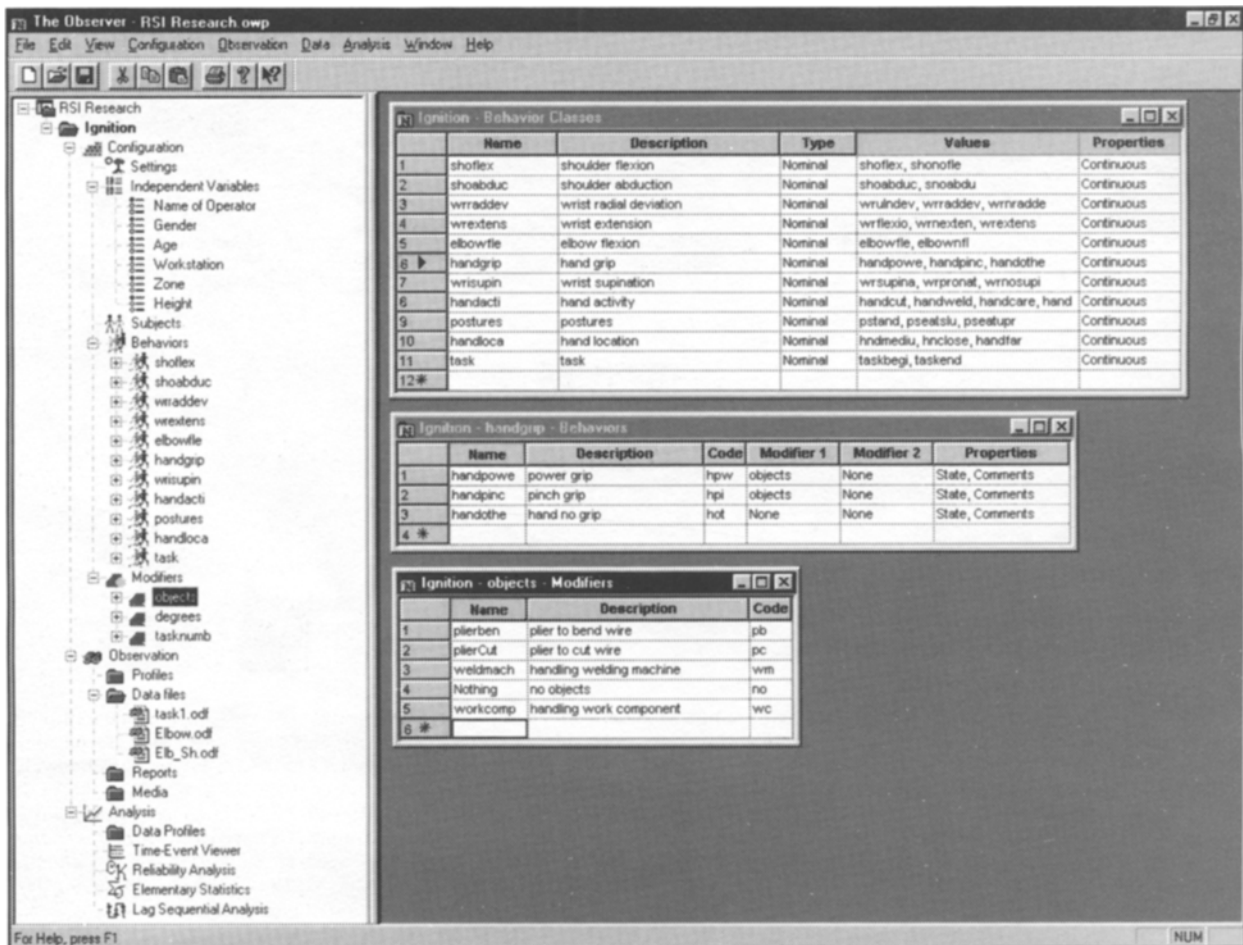 The Observer - RSI Research.owp
File Edit View Configuration Observation Data Analysis Window Help
RSI Research
Ignition
Configuration
Settings
Independent Variables
Name of Operator
Gender
Age
Workstation
Zone
Height
Subjects
Behaviors
shoflex
shoabduc
wrraddev
wrextens
elbowfle
handgrip
wrisupin
handacti
postures
handloca
task
Modifiers
objects
degrees
tasknumb
Observation
Profiles
Data files
task1.odf
Elbow.odf
Elb_Sh.odf
Reports
Media
Analysis
Data Profiles
Time-Event Viewer
Reliability Analysis
Elementary Statistics
Lag Sequential Analysis
Ignition - Behavior Classes
Name Description Type Values Properties
1 shoflex shoulder flexion Nominal shoflex, shonofle Continuous
2 shoabduc shoulder abduction Nominal shoabduc, snoabdu Continuous
3 wrraddev wrist radial deviation Nominal wrulndev, wrraddev, wrnradde Continuous
4 wrextens wrist extension Nominal wrflexio, wrnexten, wrextens Continuous
5 elbowfle elbow flexion Nominal elbowfle, elbownfl Continuous
6 handgrip hand grip Nominal handpowe, handpinc, handothe Continuous
7 wrisupin wrist supination Nominal wrsupina, wrpronat, wrnosupi Continuous
8 handacti hand activity Nominal handcut, handweld, handcare, hand Continuous
9 postures postures Nominal pstand, pseatslu, pseatupr Continuous
10 handloca hand location Nominal hndmediu, hnclose, handfar Continuous
11 task task Nominal taskbegi, taskend Continuous
12*
Ignition - handgrip - Behaviors
Name Description Code Modifier 1 Modifier 2 Properties
1 handpowe power grip hpw objects None State, Comments
2 handpinc pinch grip hpi objects None State, Comments
3 handothe hand no grip hot None None State, Comments
4 *
Ignition - objects - Modifiers
Name Description Code
1 plierben plier to bend wire pb
2 plierCut plier to cut wire pc
3 weldmach handling welding machine wm
4 Nothing no objects no
5 workcomp handling work component wc
6 *
For Help, press F1
NUM